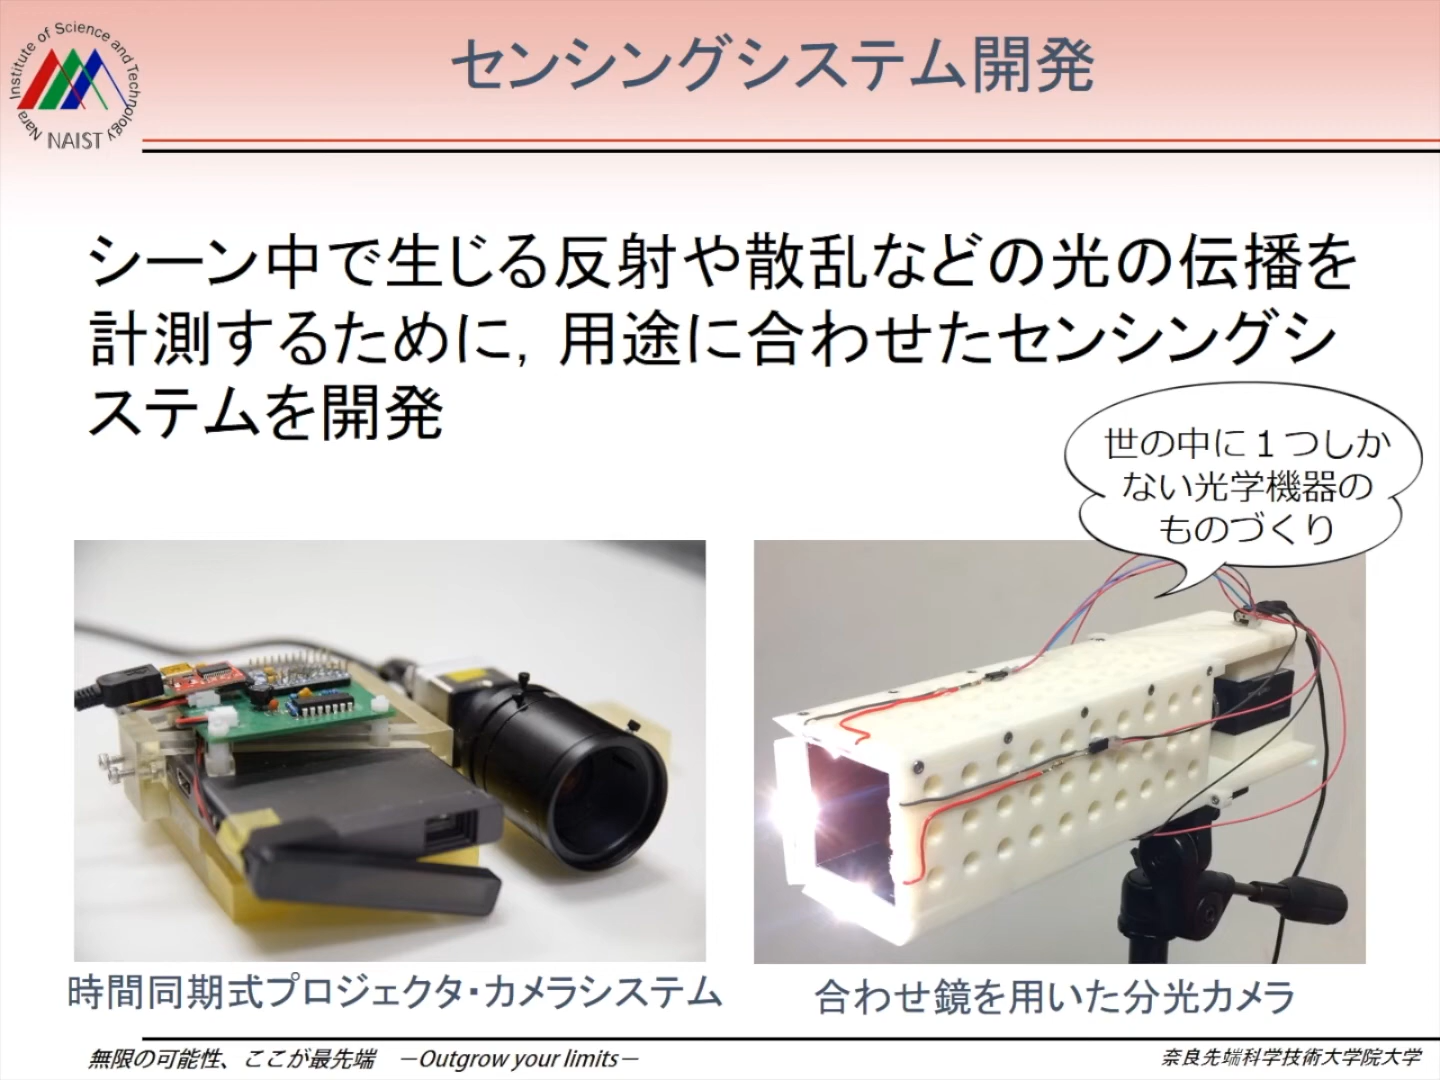 Nara Institute of Science and Technology
NAIST
センシングシステム開発
シーン中で生じる反射や散乱などの光の伝播を
計測するために，用途に合わせたセンシングシ
ステムを開発
世の中に１つしか
ない光学機器の
ものづくり
時間同期式プロジェクタ・カメラシステム
合わせ鏡を用いた分光カメラ
無限の可能性、ここが最先端 －Outgrow your limits－
奈良先端科学技術大学院大学